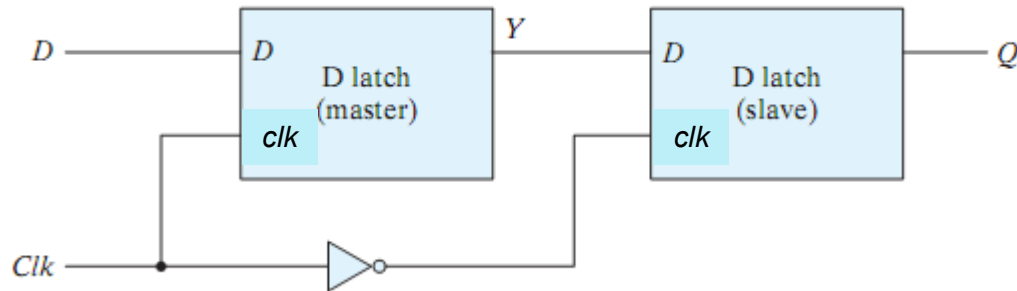 D
D
D latch
(master)
clk
Y
D
D latch
(slave)
clk
Q
Clk